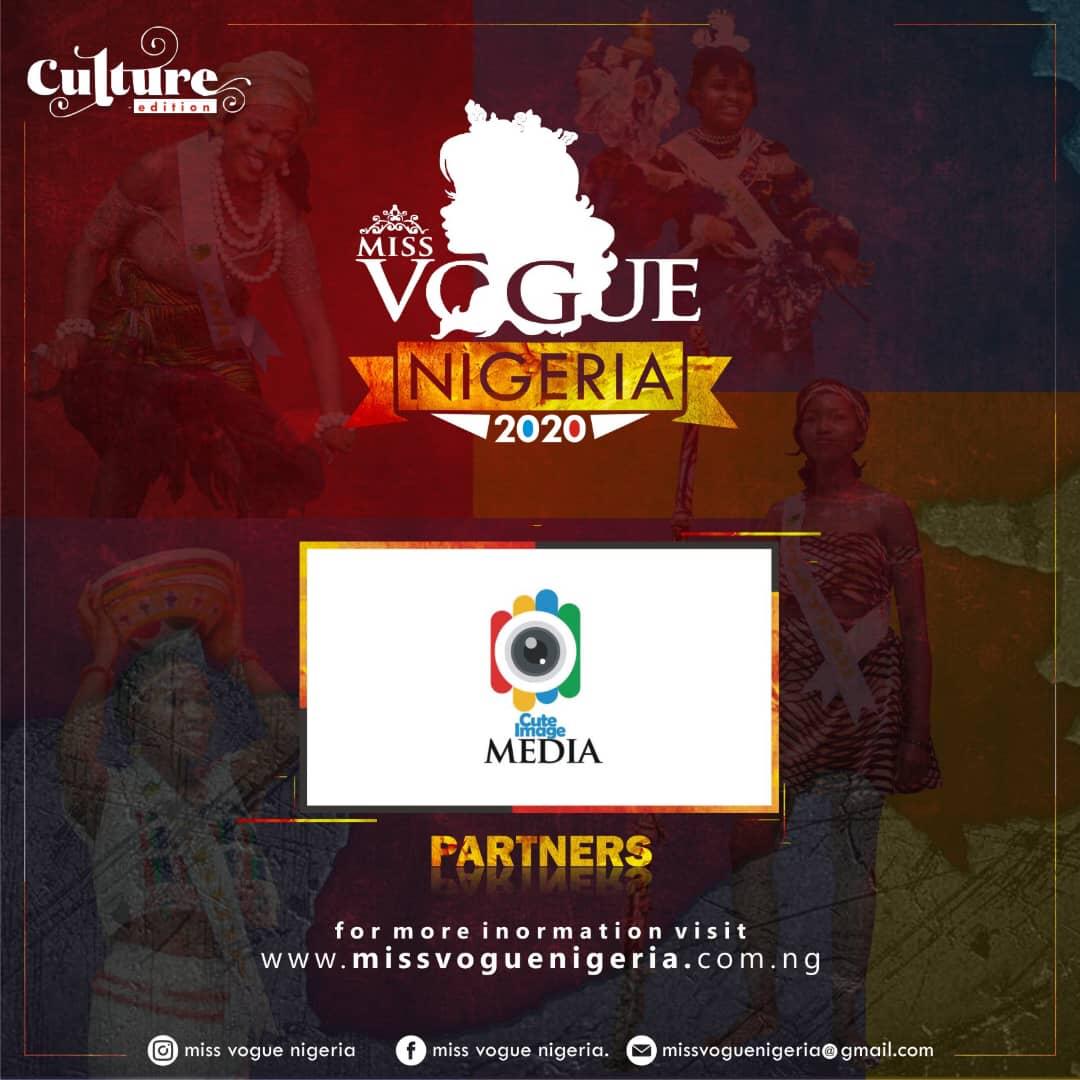 Culture
edition
MISS
VOGUE
NIGERIA
2020
Cute
Image
MEDIA
PARTNERS
for more inormation visit
www.missvoguenigeria.com.ng
miss vogue nigeria
miss vogue nigeria.
missvoguenigeria@gmail.com